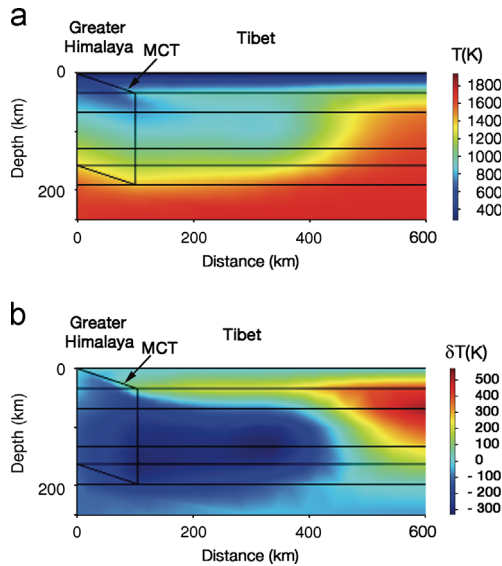 a
Greater
Himalaya
MCT
Tibet
T(K)
0
200
Depth (km)
0
200
400
600
Distance (km)
1800
1600
1400
1200
1000
800
600
400
b
Greater
Himalaya
MCT
Tibet
δT(K)
0
200
Depth (km)
0
200
400
600
Distance (km)
500
400
300
200
100
0
- 100
- 200
- 300